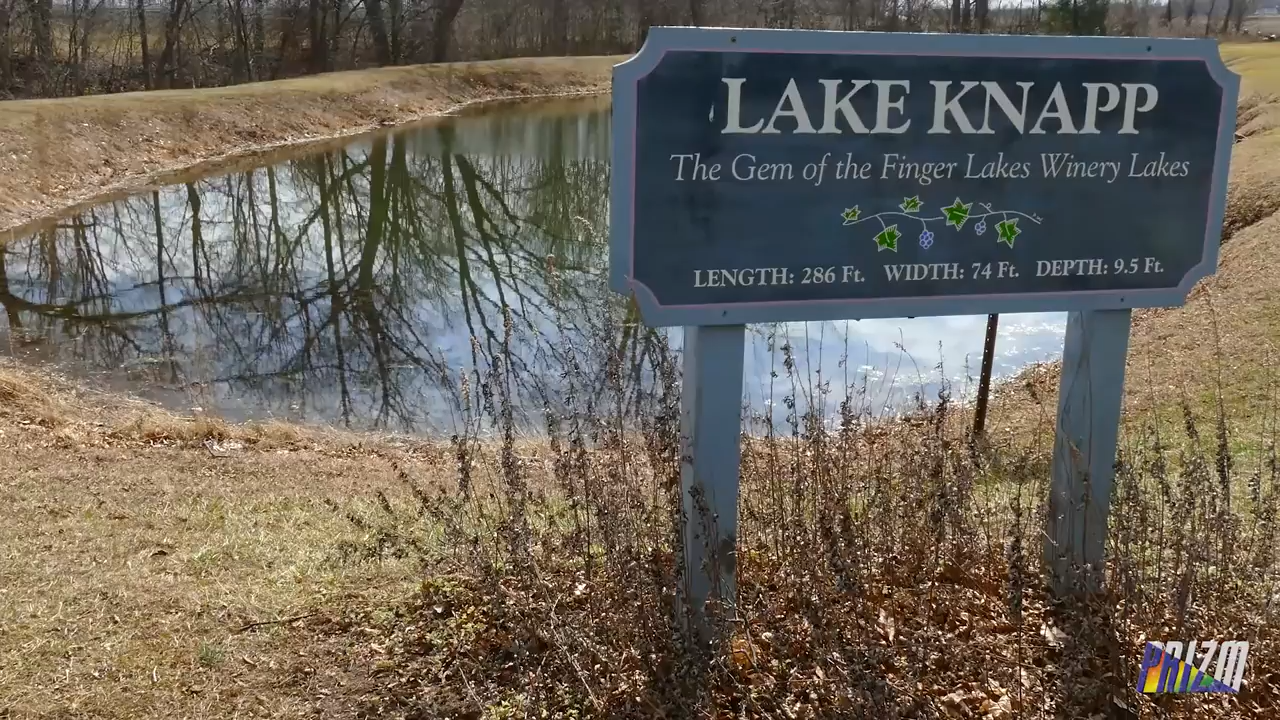 LAKE KNAPP
The Gem of the Finger Lakes Winery Lakes
LENGTH: 286 Ft. WIDTH: 74 Ft. DEPTH: 9.5 Ft.
PRIZM